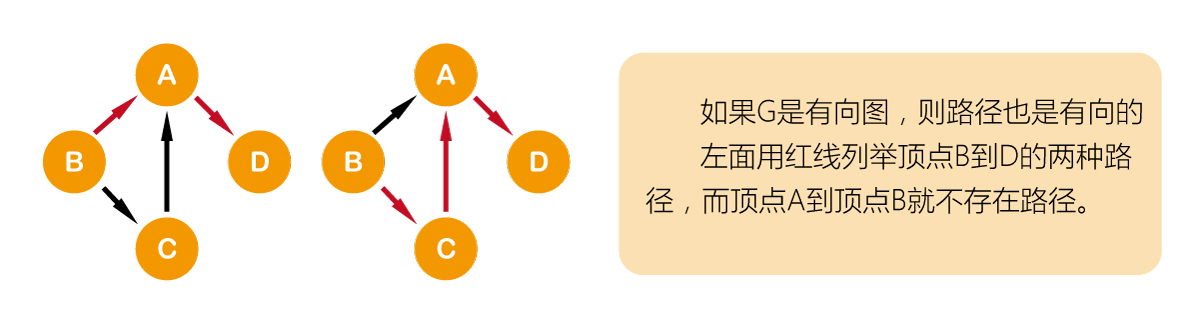 A
B
D
C
A
B
D
C
如果G是有向图，则路径也是有向的
左面用红线列举顶点B到D的两种路
径，而顶点A到顶点B就不存在路径。